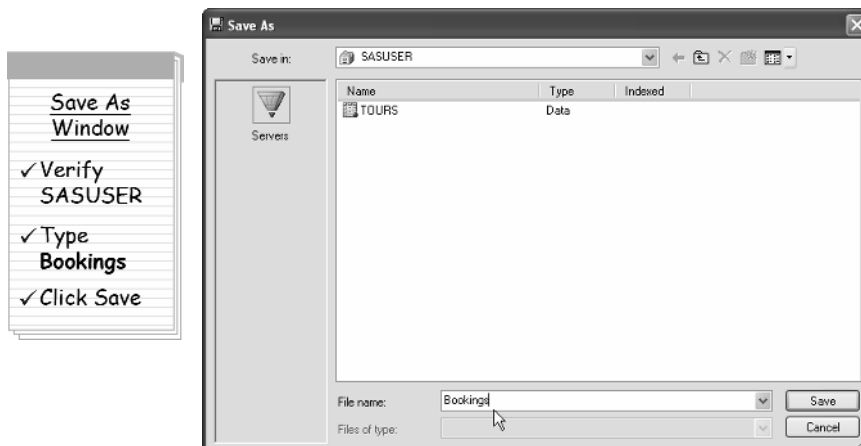 Save As
Window
✓ Verify
SASUSER
✓ Type
Bookings
✓ Click Save
Save As
Save in:
SASUSER
Servers
Name Type Indexed
TOURS Data
File name: Bookings Save
Files of type: Cancel